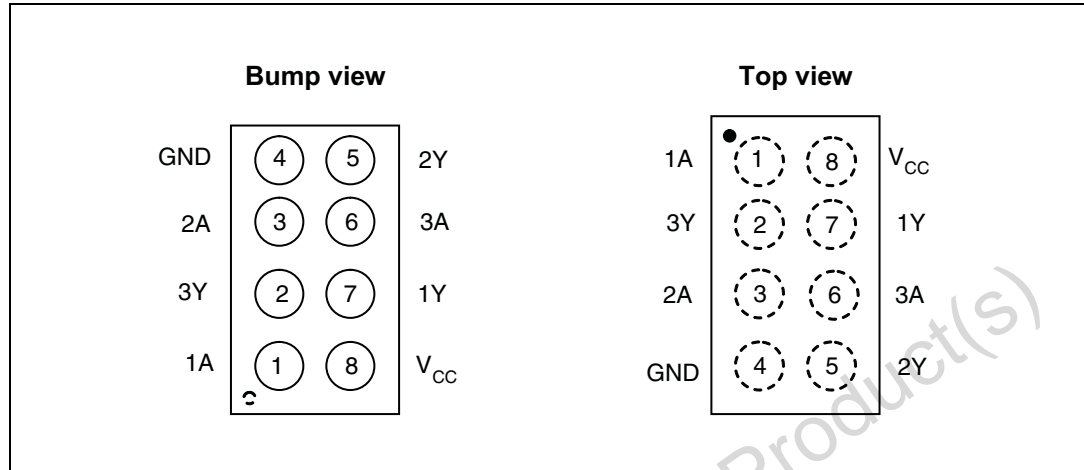 Bump view
GND 4 5 2Y
2A 3 6 3A
3Y 2 7 1Y
1A 1 8 VCC
Top view
1A 1 8 VCC
3Y 2 7 1Y
2A 3 6 3A
GND 4 5 2Y
Product(s)